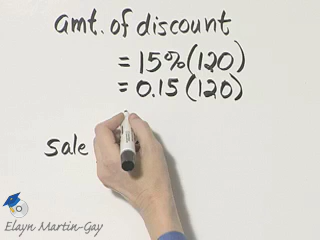 amt. of discount
= 15%(120)
= 0.15(120)
sale
Elayn Martin-Gay